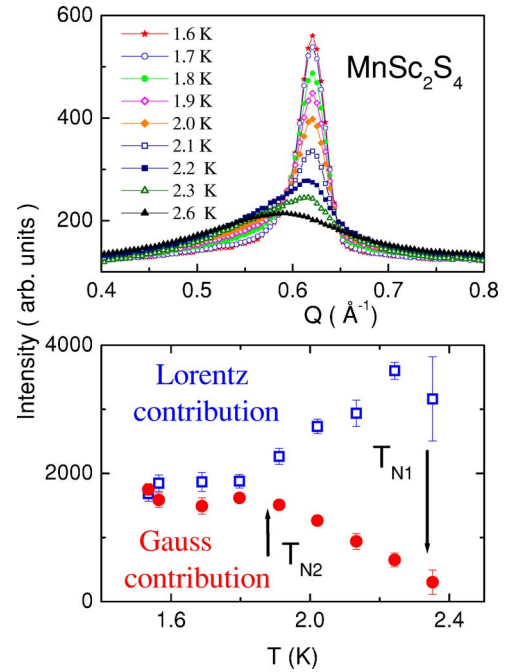 600
1.6 K
1.7 K
MnSc2S4
1.8 K
1.9 K
2.0 K
400
2.1 K
2.2 K
2.3 K
2.6 K
200
0.4 0.5 0.6 0.7 0.8
Q ( Å-1)
Intensity ( arb. units )
4000
Lorentz
contribution
TN1
2000
Gauss
contribution
TN2
0
1.6 2.0 2.4
T (K)